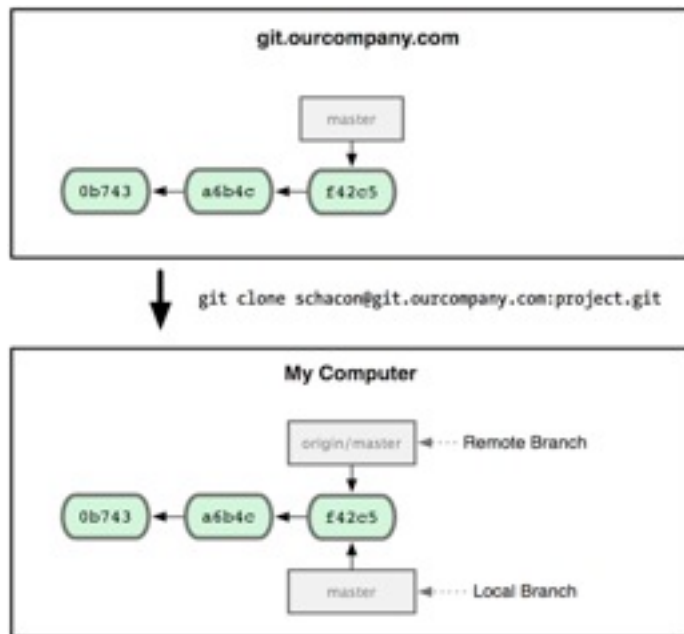 git.ourcompany.com
master
0b743 a6b4c f42c5
git clone schacon@git.ourcompany.com:project.git
My Computer
origin/master Remote Branch
0b743 a6b4c f42c5
master Local Branch